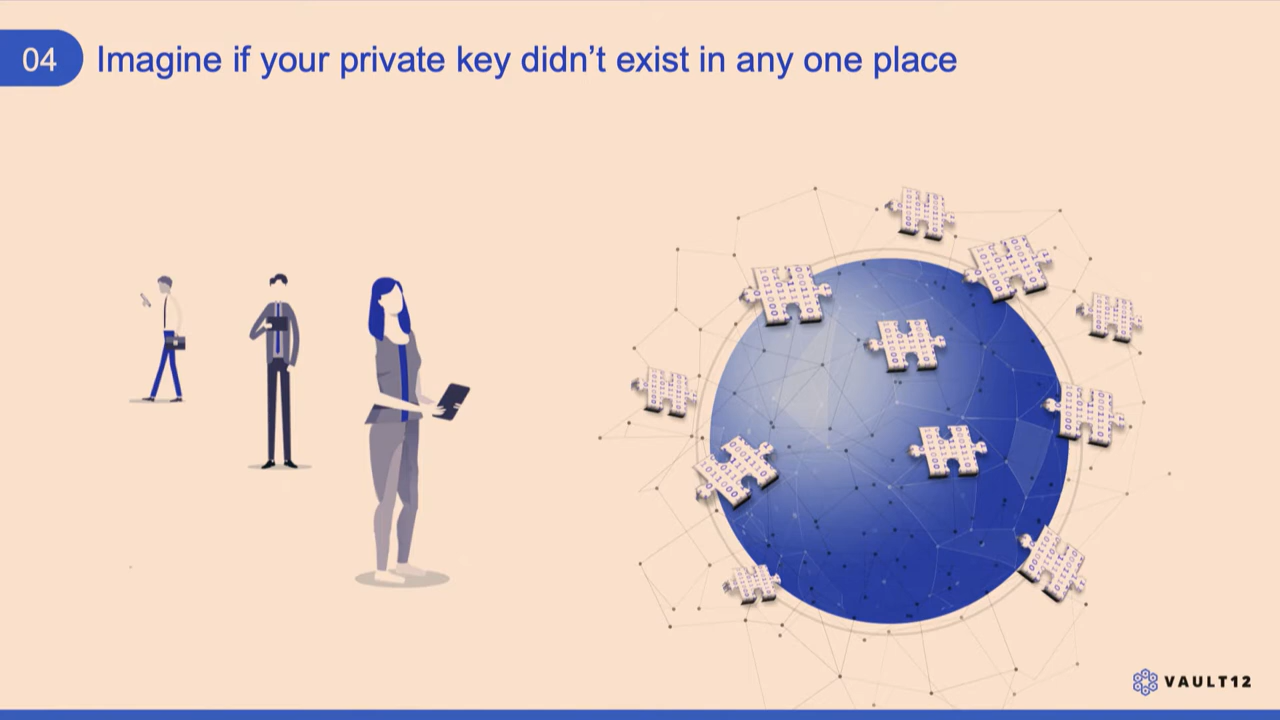 04
Imagine if your private key didn’t exist in any one place
VAULT12